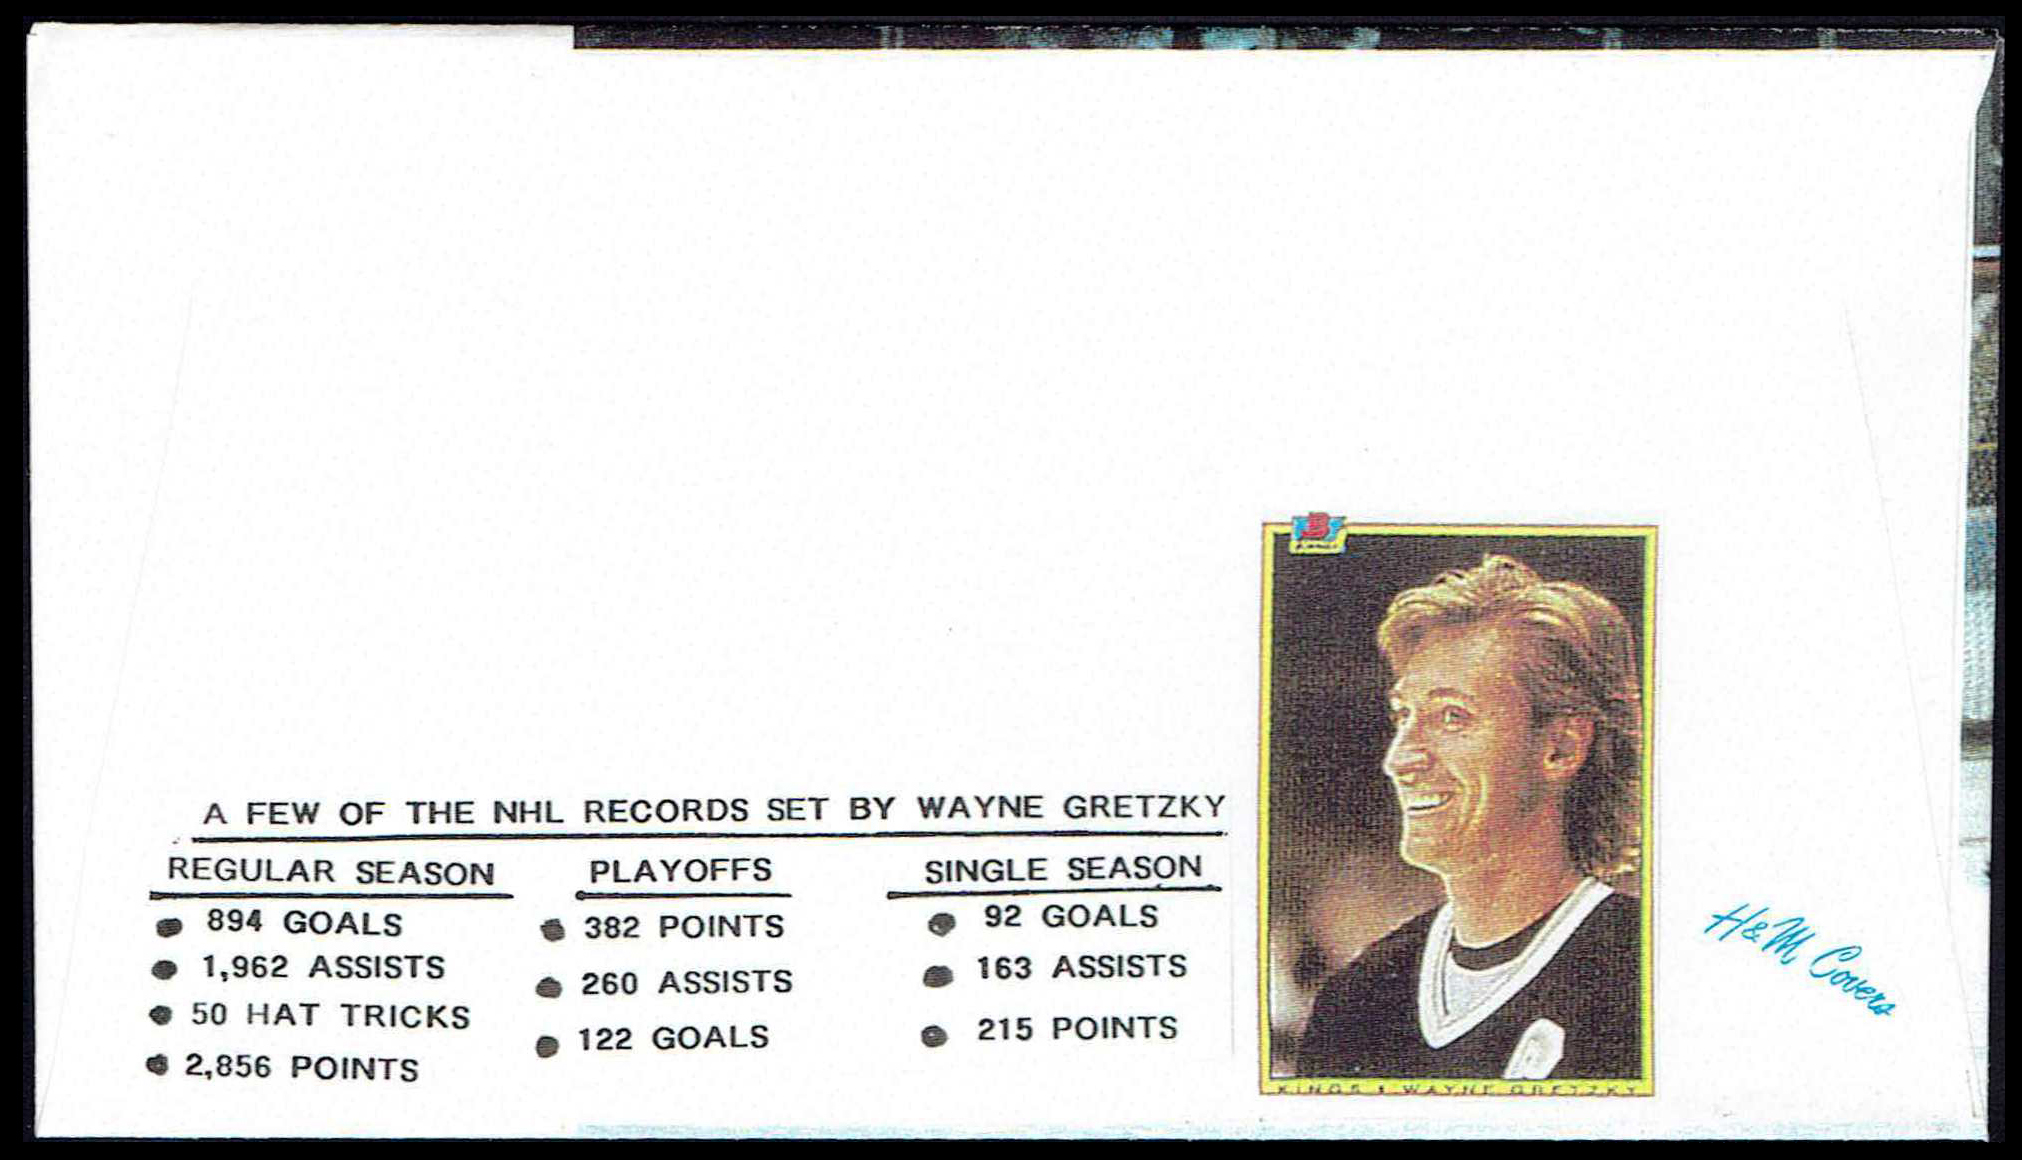 A FEW OF THE NHL RECORDS SET BY WAYNE GRETZKY
REGULAR SEASON
894 GOALS
1,962 ASSISTS
50 HAT TRICKS
2,856 POINTS
PLAYOFFS
382 POINTS
260 ASSISTS
122 GOALS
SINGLE SEASON
92 GOALS
163 ASSISTS
215 POINTS
B
KINGS WAYNE GRETZKY
H&M Covers